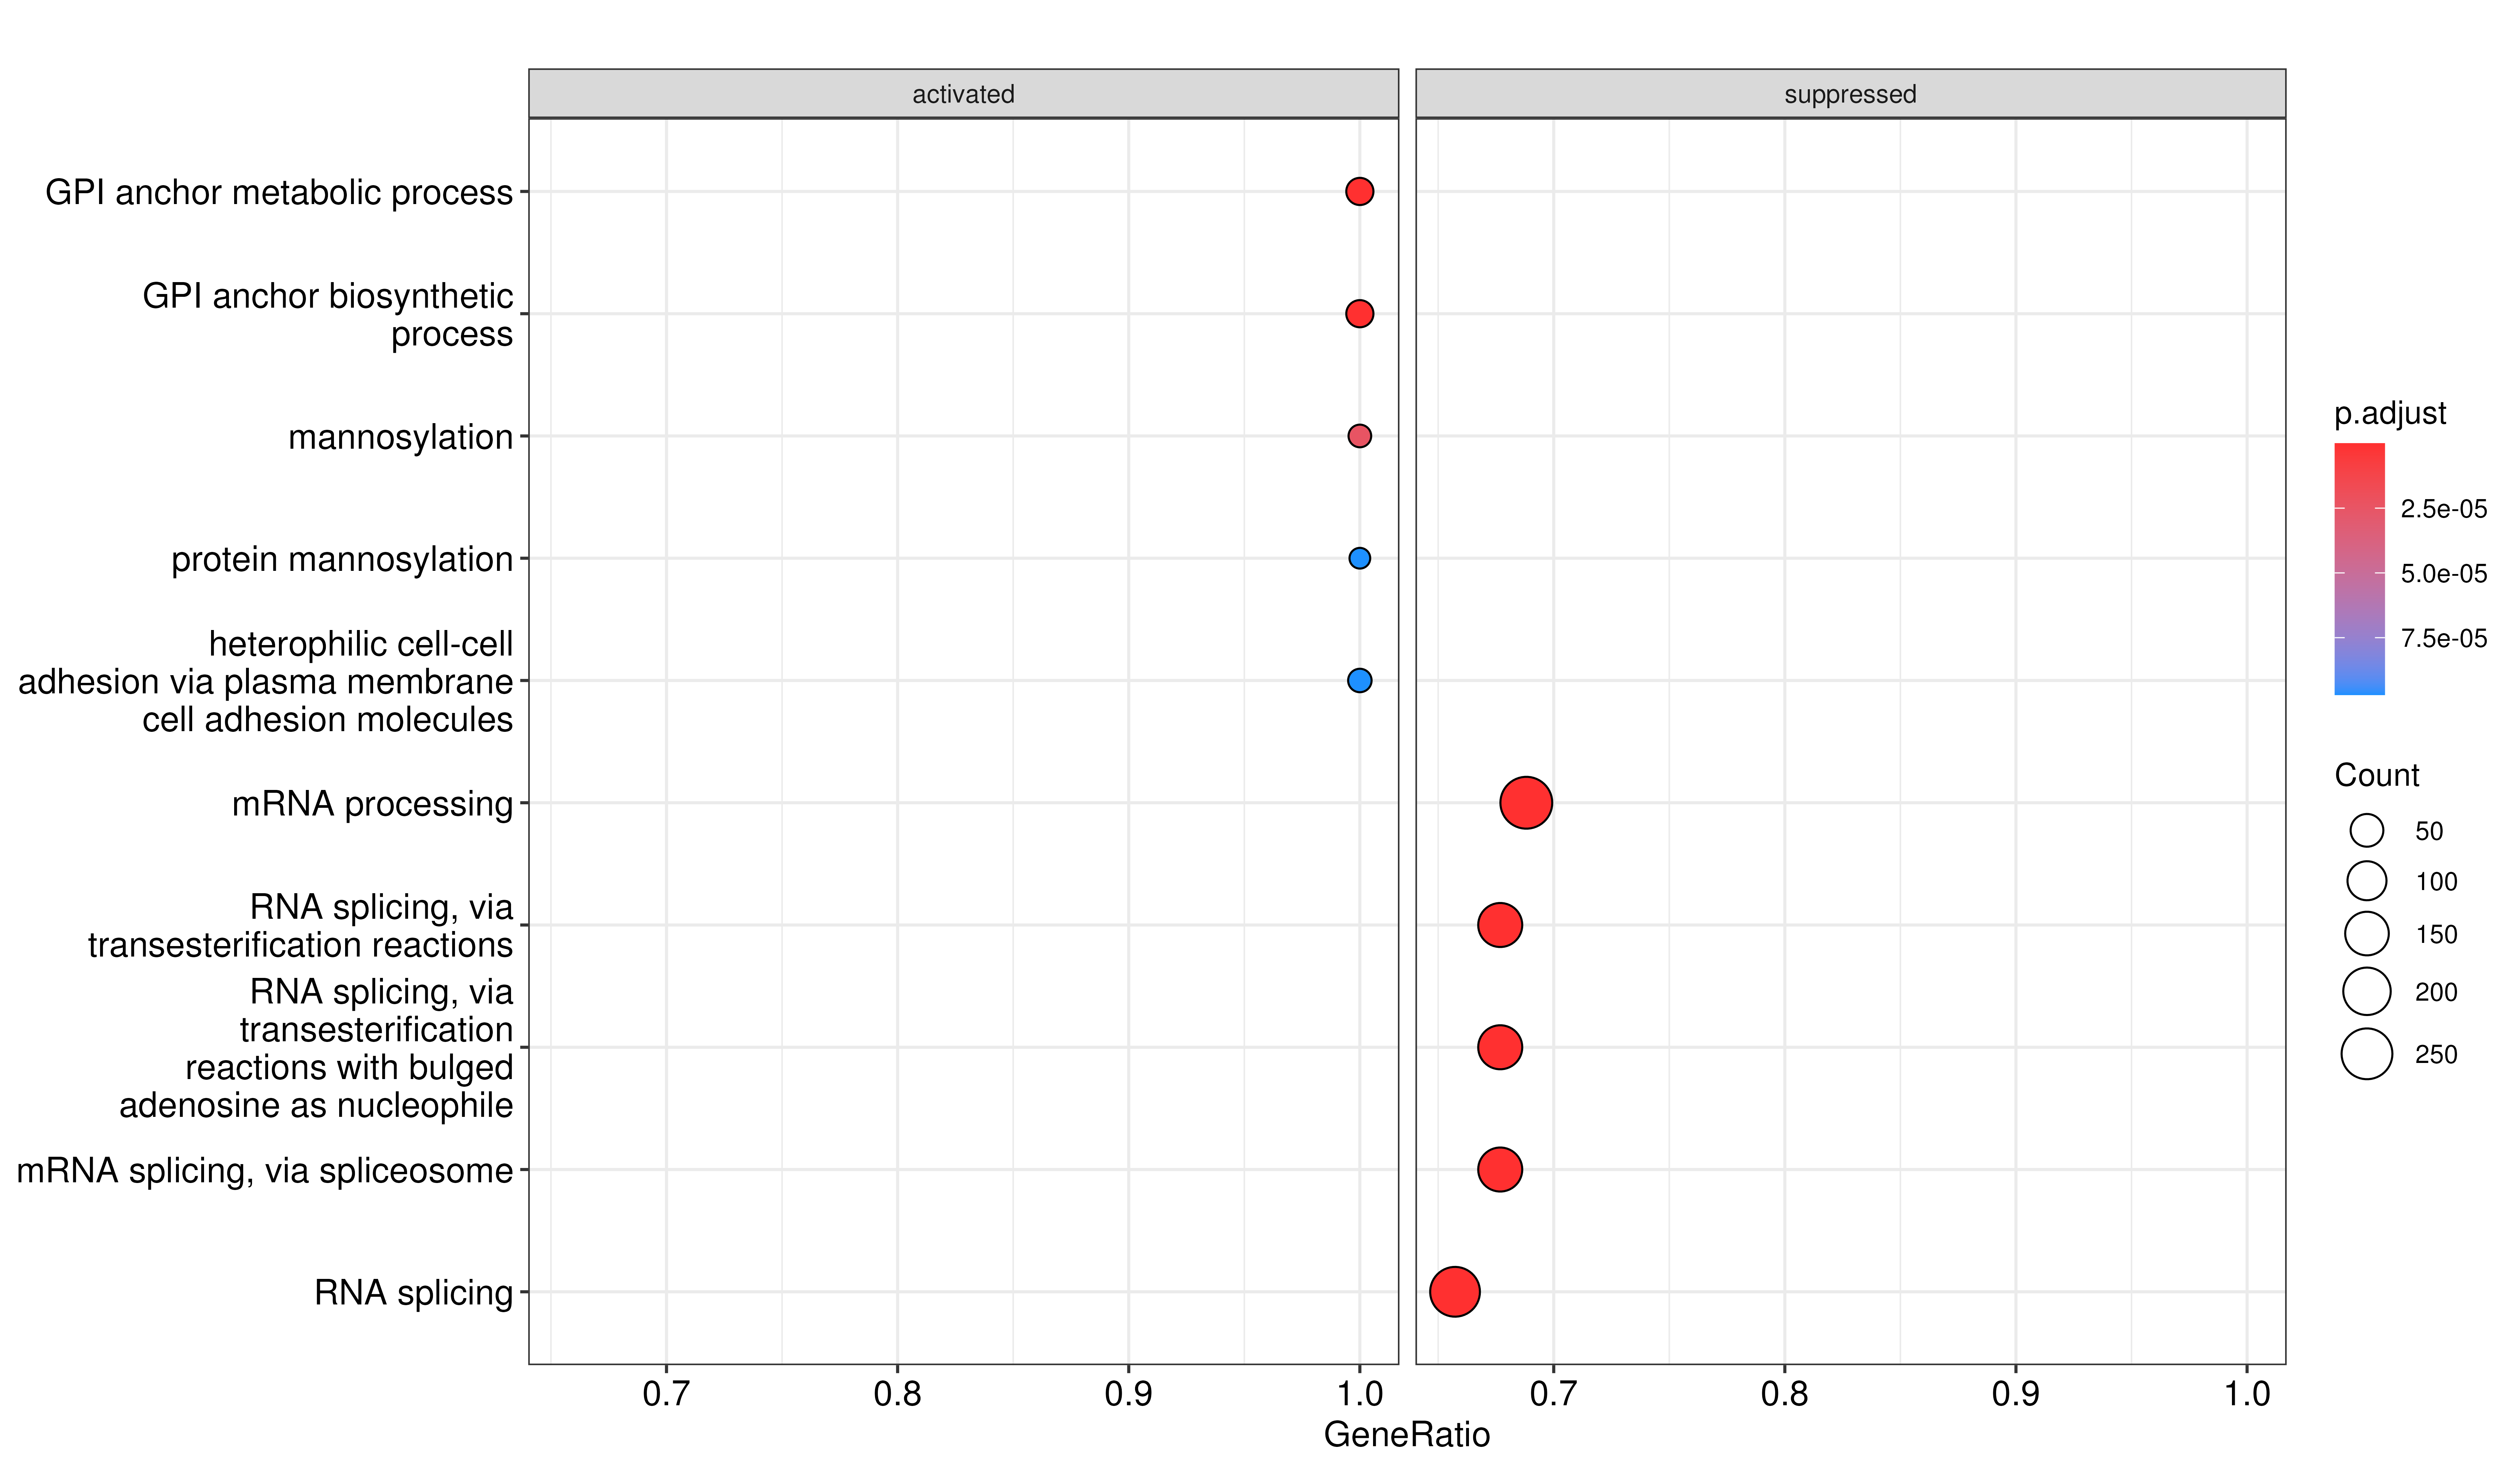 activated
suppressed
GPI anchor metabolic process
GPI anchor biosynthetic
process
mannosylation
protein mannosylation
heterophilic cell-cell
adhesion via plasma membrane
cell adhesion molecules
mRNA processing
RNA splicing, via
transesterification reactions
RNA splicing, via
transesterification
reactions with bulged
adenosine as nucleophile
mRNA splicing, via spliceosome
RNA splicing
0.7 0.8 0.9 1.0
0.7 0.8 0.9 1.0
GeneRatio
p.adjust
2.5e-05
5.0e-05
7.5e-05
Count
50
100
150
200
250